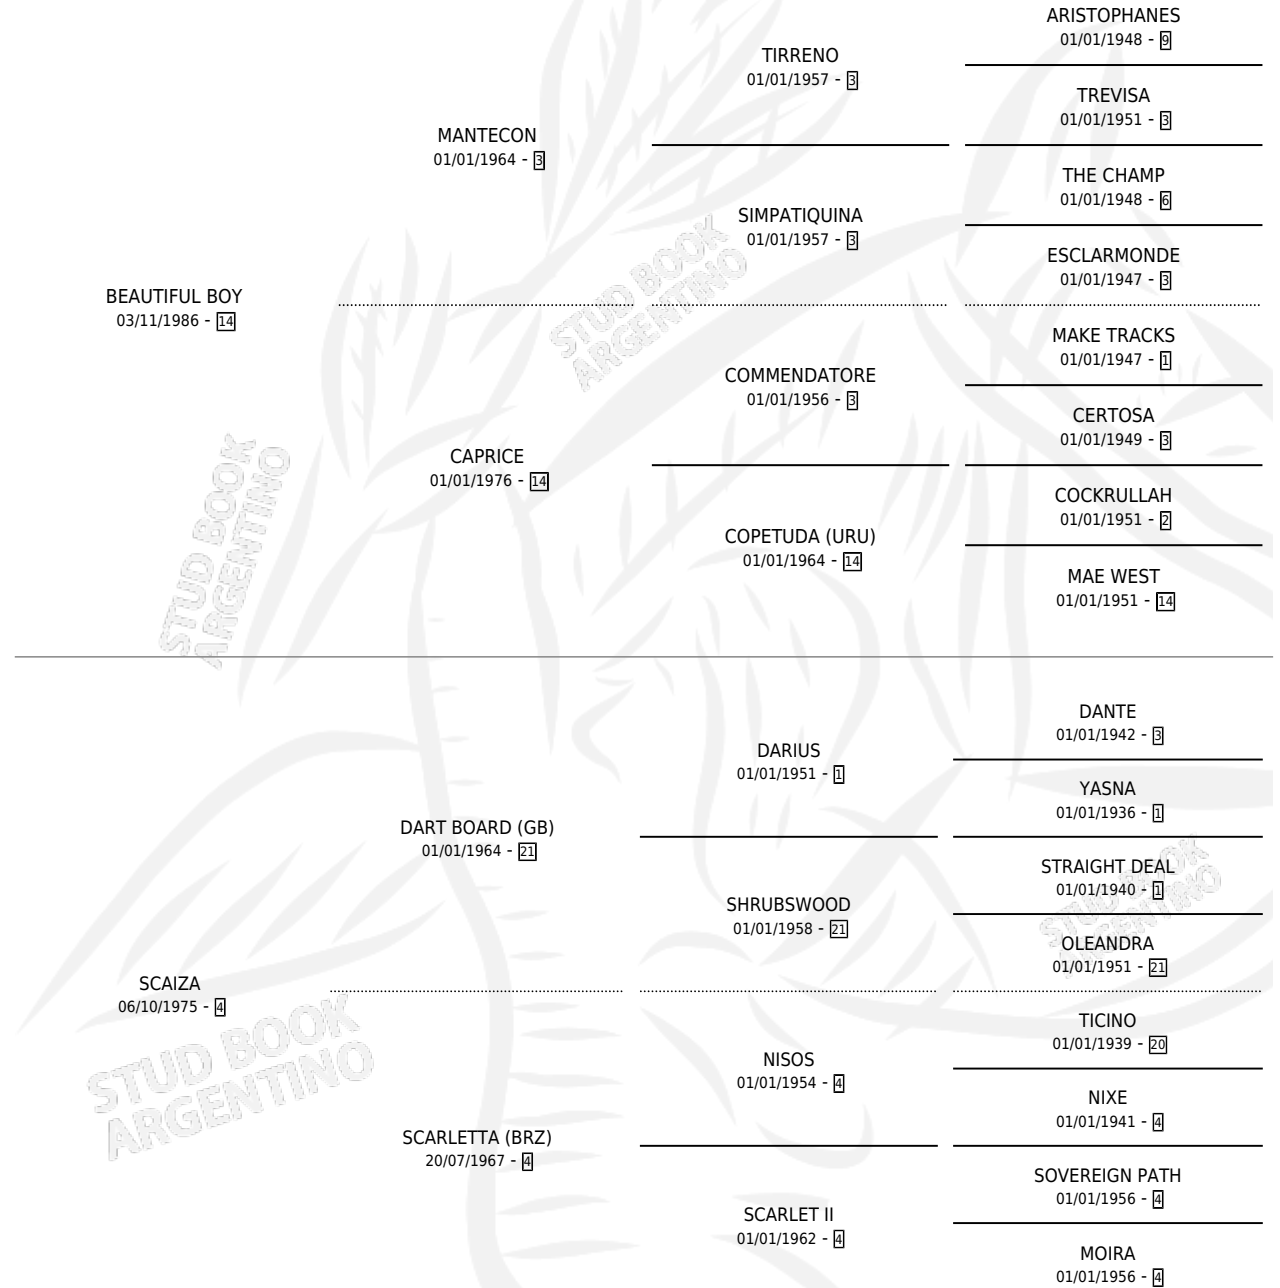 ARISTOPHANES
01/01/1948 - 9
TIRRENO
01/01/1957 - 3
TREVISA
01/01/1951 - 3
MANTECON
01/01/1964 - 3
THE CHAMP
01/01/1948 - 6
SIMPATIQUINA
01/01/1957 - 3
ESCLARMONDE
01/01/1947 - 3
BEAUTIFUL BOY
03/11/1986 - 14
STUD BOOK
ARGENTINO
MAKE TRACKS
01/01/1947 - 1
COMMENDATORE
01/01/1956 - 3
CERTOSA
01/01/1949 - 3
CAPRICE
01/01/1976 - 14
COCKRULLAH
01/01/1951 - 2
COPETUDA (URU)
01/01/1964 - 14
MAE WEST
01/01/1951 - 14
STUD BOOK
ARGENTINO
DANTE
01/01/1942 - 3
DARIUS
01/01/1951 - 1
YASNA
01/01/1936 - 1
DART BOARD (GB)
01/01/1964 - 21
STRAIGHT DEAL
01/01/1940 - 1
SHRUBSWOOD
01/01/1958 - 21
OLEANDRA
01/01/1951 - 21
STUD BOOK
ARGENTINO
SCAIZA
06/10/1975 - 4
TICINO
01/01/1939 - 20
NISOS
01/01/1954 - 4
NIXE
01/01/1941 - 4
SCARLETTA (BRZ)
20/07/1967 - 4
SOVEREIGN PATH
01/01/1956 - 4
SCARLET II
01/01/1962 - 4
MOIRA
01/01/1956 - 4
STUD BOOK
ARGENTINO